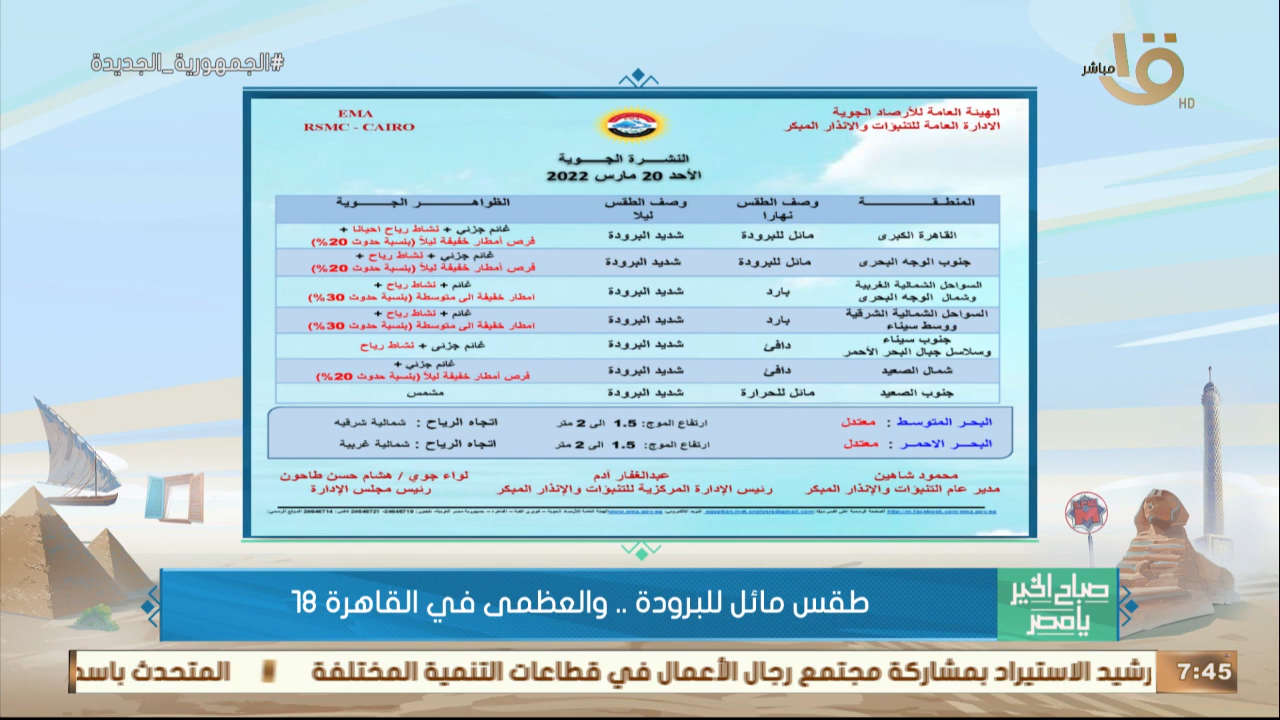 #الجمهورية_الجديدة
مباشر
HD
EMA
RSMC - CAIRO
الهيئة العامة للأرصاد الجوية
الادارة العامة للتنبؤات والانذار المبكر
النشرة الجوية
الأحد 20 مارس 2022
المنطقة وصف الطقس نهارا وصف الطقس ليلا الظواهر الجوية
القاهرة الكبرى مائل للبرودة شديد البرودة غائم جزئي + نشاط رياح احيانا +
فرص أمطار خفيفة ليلاً (بنسبة حدوث 20%)
جنوب الوجه البحرى مائل للبرودة شديد البرودة غائم جزئي + نشاط رياح +
فرص أمطار خفيفة ليلاً (بنسبة حدوث 20%)
السواحل الشمالية الغربية
وشمال الوجه البحرى بارد شديد البرودة غائم + نشاط رياح +
امطار خفيفة الى متوسطة (بنسبة حدوث 30%)
السواحل الشمالية الشرقية
ووسط سيناء بارد شديد البرودة غائم + نشاط رياح +
امطار خفيفة الى متوسطة (بنسبة حدوث 30%)
جنوب سيناء
وسلاسل جبال البحر الأحمر دافئ شديد البرودة غائم جزئى + نشاط رياح
شمال الصعيد دافئ شديد البرودة غائم جزئي +
فرص أمطار خفيفة ليلاً (بنسبة حدوث 20%)
جنوب الصعيد مائل للحرارة شديد البرودة مشمس
البحر المتوسط : معتدل ارتفاع الموج: 1.5 الى 2 متر اتجاه الرياح : شمالية شرقيه
البحر الاحمر : معتدل ارتفاع الموج: 1.5 الى 2 متر اتجاه الرياح : شمالية غربية
محمود شاهين عبدالغفار آدم لواء جوي / هشام حسن طاحون
مدير عام التنبؤات والإنذار المبكر رئيس الإدارة المركزية للتنبؤات والإنذار المبكر رئيس مجلس الإدارة
صباح الخير
يا مصر
طقس مائل للبرودة .. والعظمى في القاهرة 18
7:45
رشيد الاستيراد بمشاركة مجتمع رجال الأعمال في قطاعات التنمية المختلفة المتحدث باسم